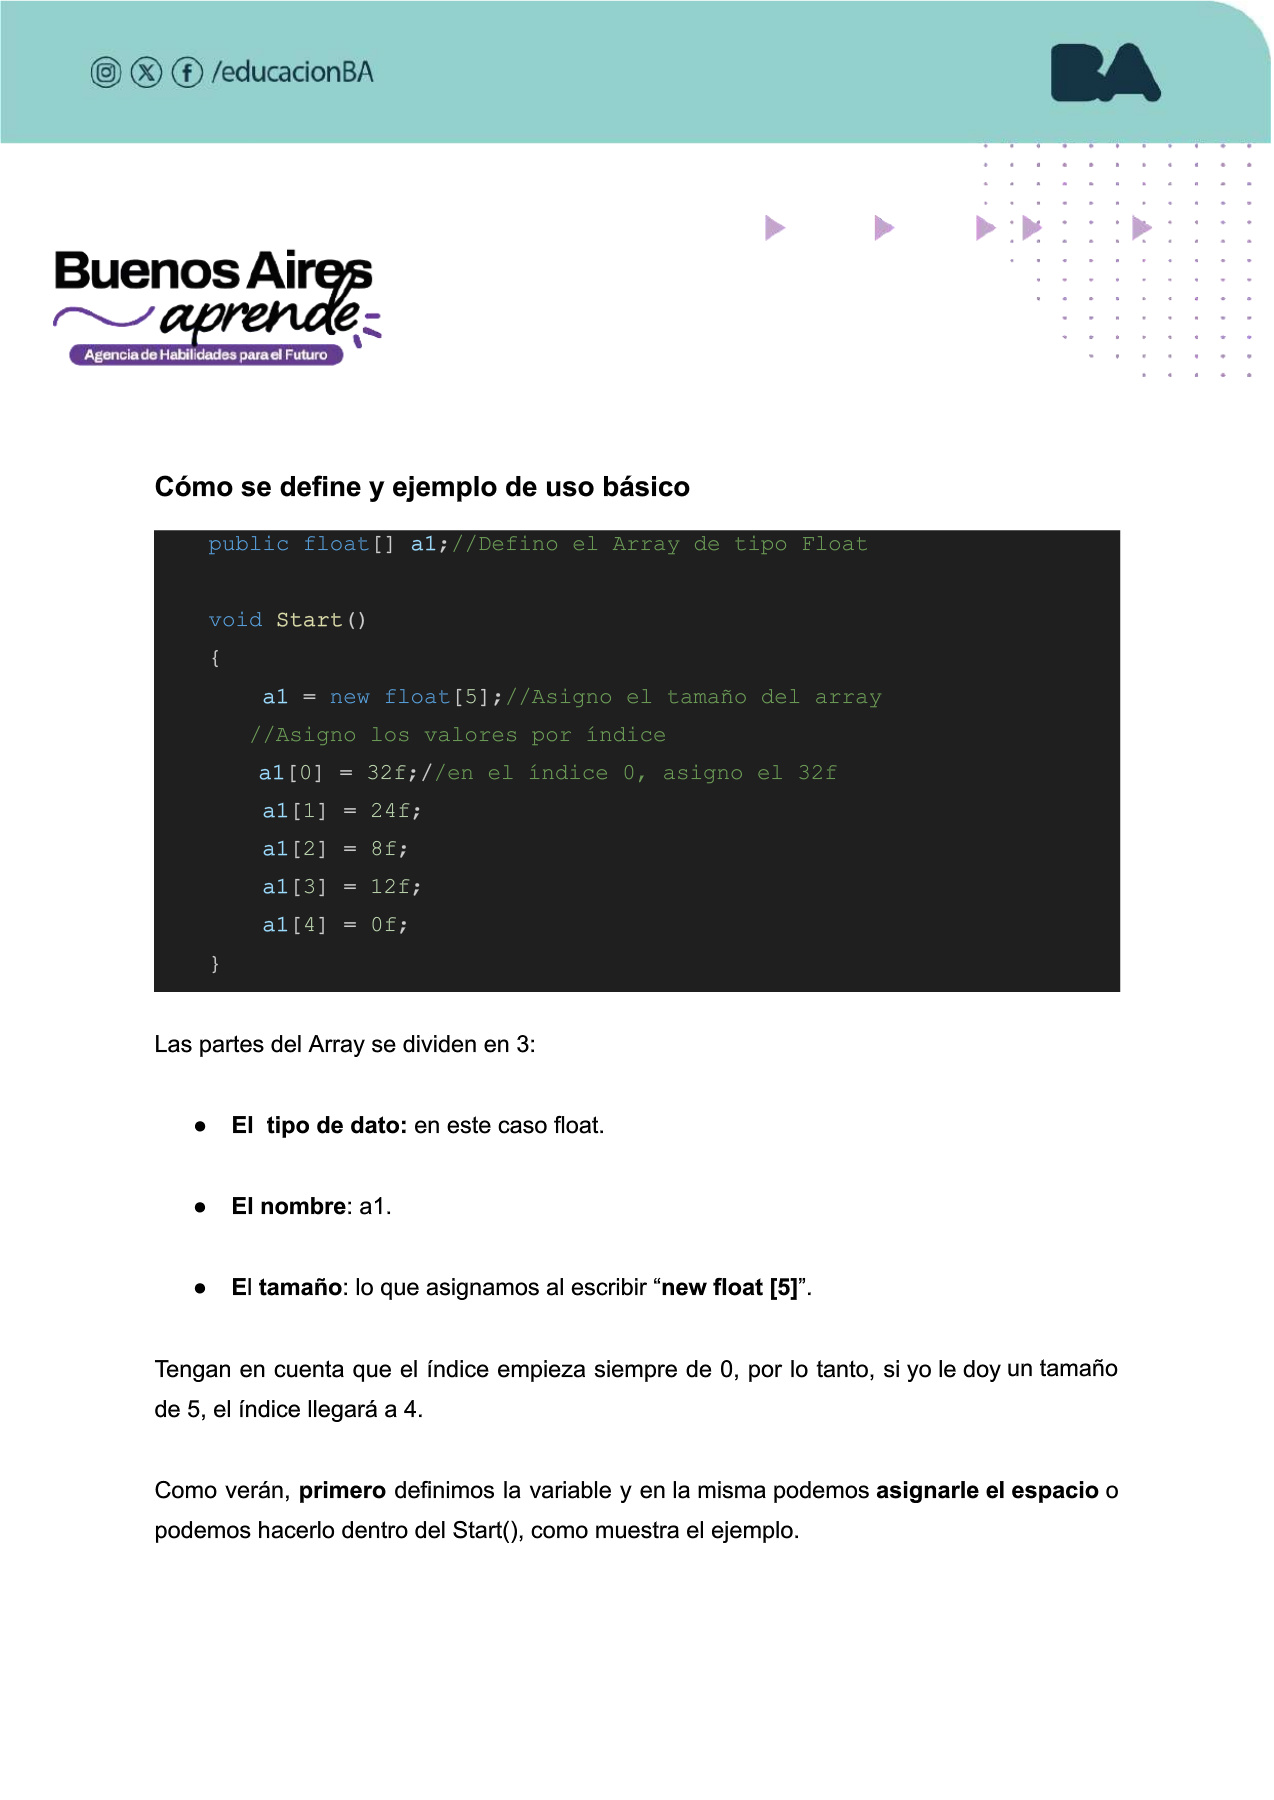 /educacionBA
BA
Buenos Aires
aprende
Agencia de Habilidades para el Futuro
Cómo se define y ejemplo de uso básico
public float[] a1;//Defino el Array de tipo Float
void Start()
{
a1 = new float[5];//Asigno el tamaño del array
//Asigno los valores por índice
a1[0] = 32f;//en el índice 0, asigno el 32f
a1[1] = 24f;
a1[2] = 8f;
a1[3] = 12f;
a1[4] = 0f;
}
Las partes del Array se dividen en 3:
● El  tipo de dato: en este caso float.
● El nombre: a1.
● El tamaño: lo que asignamos al escribir “new float [5]”.
Tengan en cuenta que el índice empieza siempre de 0, por lo tanto, si yo le doy un tamaño
de 5, el índice llegará a 4.
Como verán, primero definimos la variable y en la misma podemos asignarle el espacio o
podemos hacerlo dentro del Start(), como muestra el ejemplo.